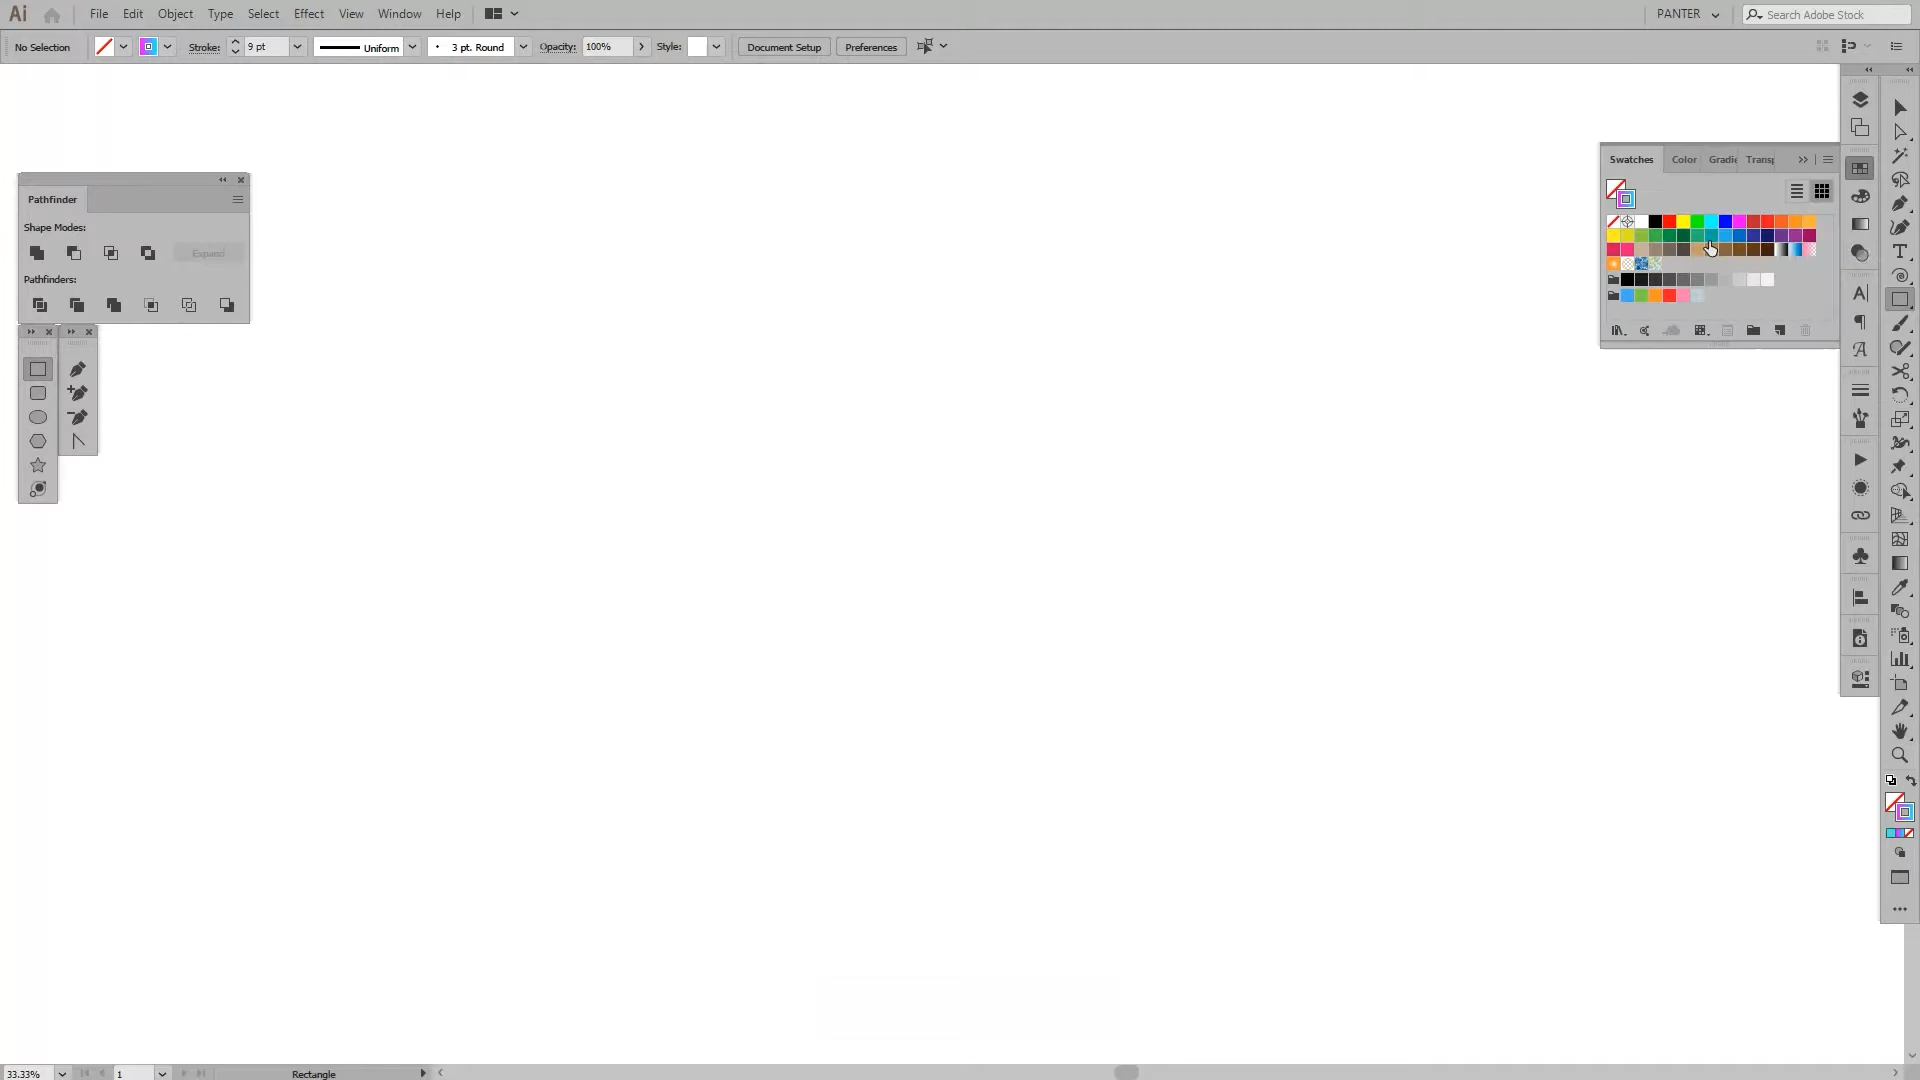 Ai File Edit Object Type Select Effect View Window Help PANTER Search Adobe Stock
No Selection Stroke: 9 pt Uniform 3 pt. Round Opacity: 100% Style: Document Setup Preferences
Swatches Color Gradie Transp
Pathfinder
Shape Modes:
Expand
Pathfinders:
33.33% 1 Rectangle